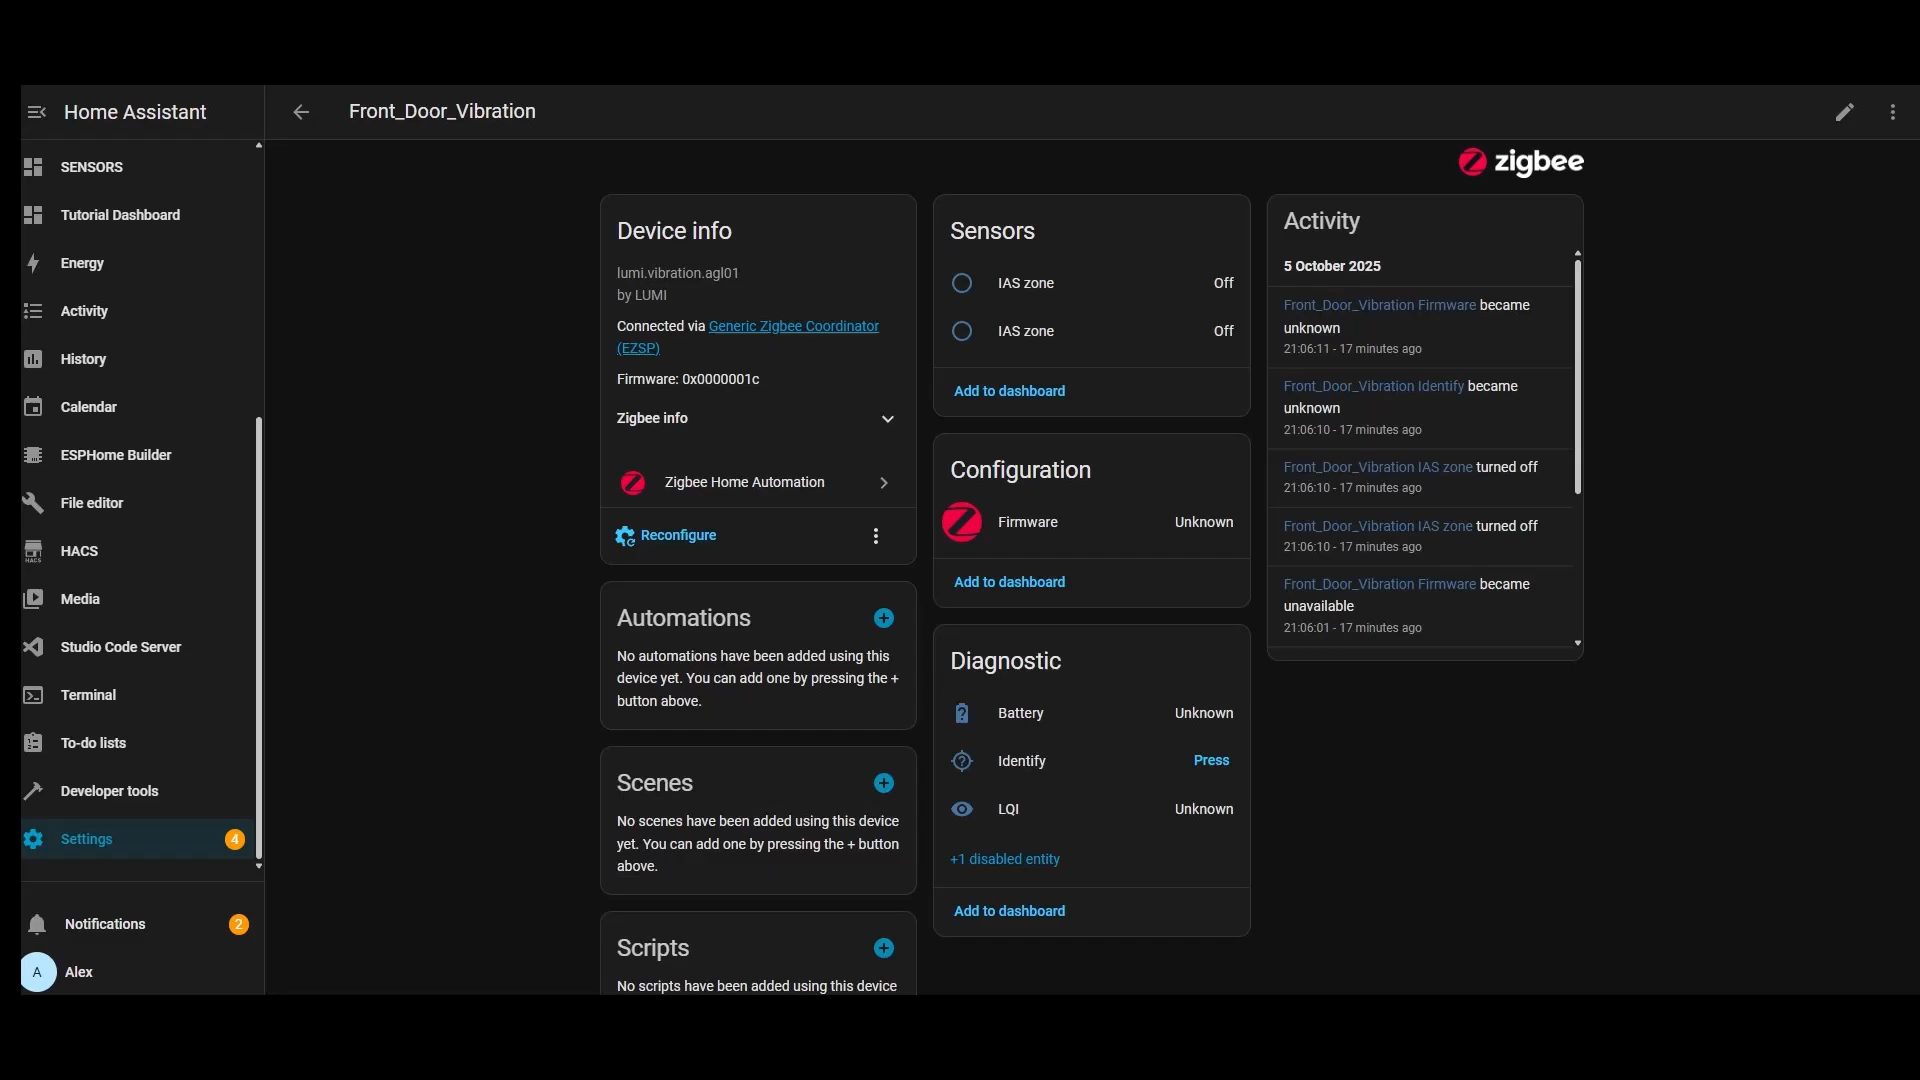 Home Assistant
SENSORS
Tutorial Dashboard
Energy
Activity
History
Calendar
ESPHome Builder
File editor
HACS
HACS
Media
Studio Code Server
Terminal
To-do lists
Developer tools
Settings 4
Notifications 2
A Alex
Front_Door_Vibration
zigbee
Device info
lumi.vibration.agl01
by LUMI
Connected via Generic Zigbee Coordinator
(EZSP)
Firmware: 0x0000001c
Zigbee info
Zigbee Home Automation
Reconfigure
Automations
No automations have been added using this
device yet. You can add one by pressing the +
button above.
Scenes
No scenes have been added using this device
yet. You can add one by pressing the + button
above.
Scripts
No scripts have been added using this device
Sensors
IAS zone Off
IAS zone Off
Add to dashboard
Configuration
Firmware Unknown
Add to dashboard
Diagnostic
Battery Unknown
Identify Press
LQI Unknown
+1 disabled entity
Add to dashboard
Activity
5 October 2025
Front_Door_Vibration Firmware became
unknown
21:06:11 - 17 minutes ago
Front_Door_Vibration Identify became
unknown
21:06:10 - 17 minutes ago
Front_Door_Vibration IAS zone turned off
21:06:10 - 17 minutes ago
Front_Door_Vibration IAS zone turned off
21:06:10 - 17 minutes ago
Front_Door_Vibration Firmware became
unavailable
21:06:01 - 17 minutes ago